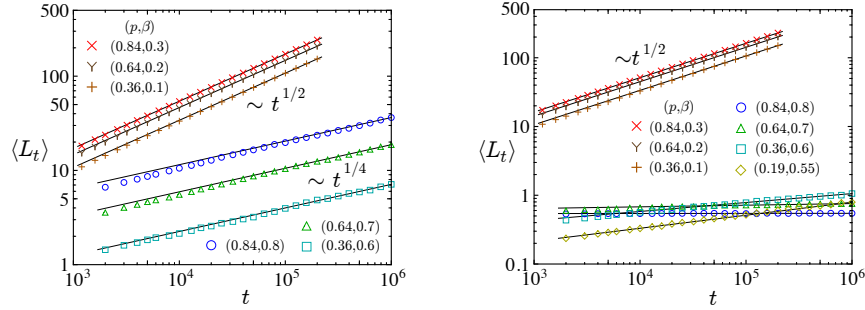 500
100
50
10
5
1
⟨L_t⟩
(p,β)
(0.84,0.3)
(0.64,0.2)
(0.36,0.1)
∼ t^{1/2}
∼ t^{1/4}
(0.64,0.7)
(0.84,0.8) (0.36,0.6)
10^3 10^4 10^5 10^6
t
500
100
10
1
0.1
⟨L_t⟩
∼t^{1/2}
(p,β) (0.84,0.8)
(0.84,0.3) (0.64,0.7)
(0.64,0.2) (0.36,0.6)
(0.36,0.1) (0.19,0.55)
10^3 10^4 10^5 10^6
t